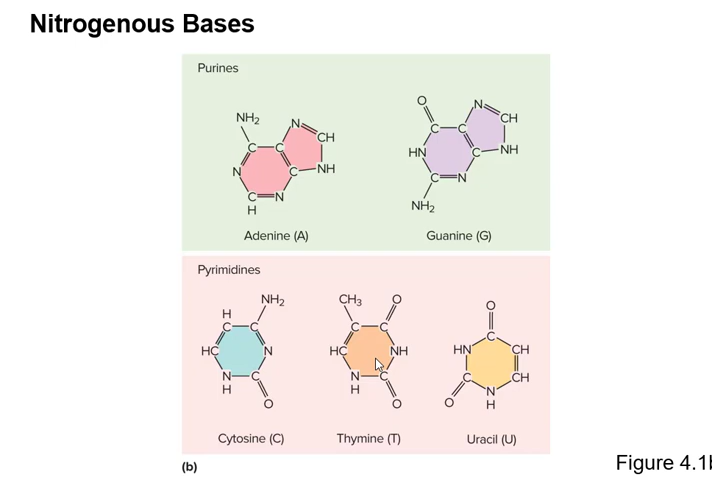 Nitrogenous Bases
Purines
NH₂
N
CH
C
C
N
C
NH
C
N
H
Adenine (A)
O
N
CH
C
C
HN
C
NH
C
N
NH₂
Guanine (G)
Pyrimidines
H
NH₂
C
C
HC
N
N
C
H
O
Cytosine (C)
CH₃
O
C
C
HC
NH
N
C
H
O
Thymine (T)
O
C
HN
CH
C
CH
O
N
H
Uracil (U)
(b)
Figure 4.1